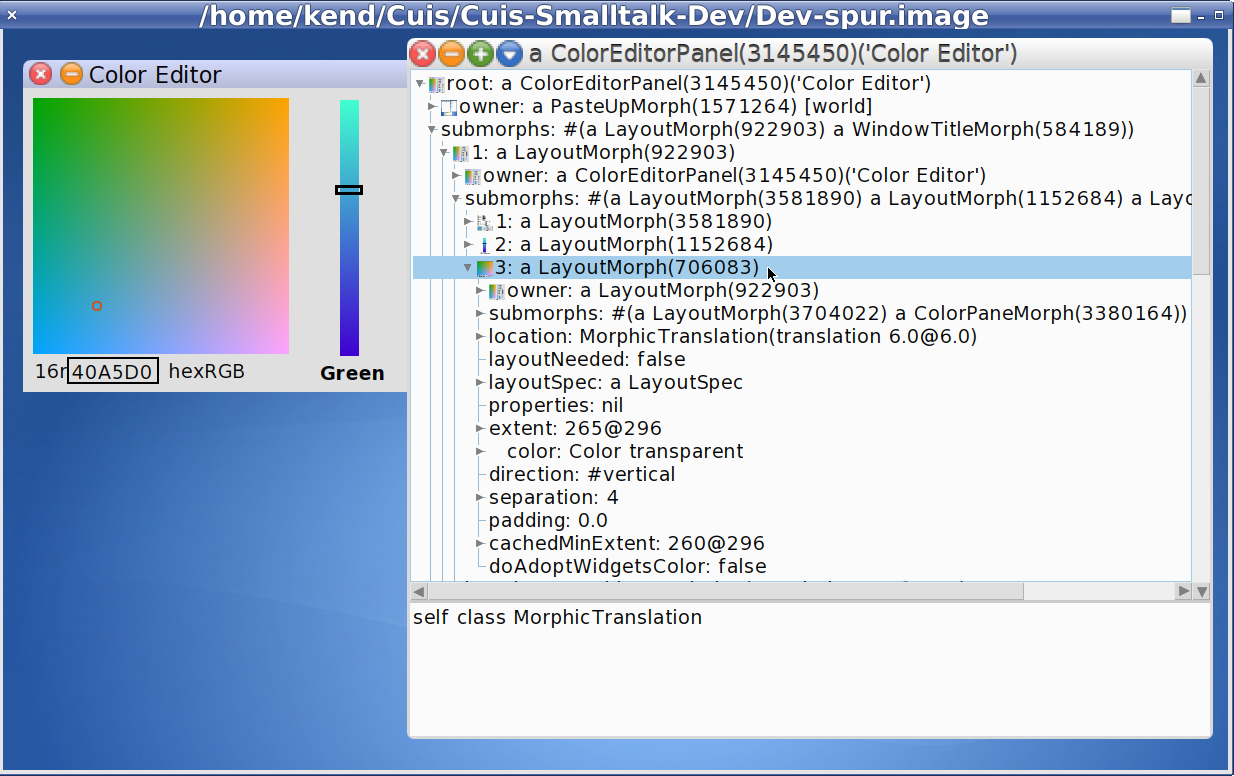 /home/kend/Cuis/Cuis-Smalltalk-Dev/Dev-spur.image
Color Editor
16r 40A5D0 hexRGB
Green
a ColorEditorPanel(3145450)('Color Editor')
root: a ColorEditorPanel(3145450)('Color Editor')
owner: a PasteUpMorph(1571264) [world]
submorphs: #(a LayoutMorph(922903) a WindowTitleMorph(584189))
1: a LayoutMorph(922903)
owner: a ColorEditorPanel(3145450)('Color Editor')
submorphs: #(a LayoutMorph(3581890) a LayoutMorph(1152684) a Layo
1: a LayoutMorph(3581890)
2: a LayoutMorph(1152684)
3: a LayoutMorph(706083)
owner: a LayoutMorph(922903)
submorphs: #(a LayoutMorph(3704022) a ColorPaneMorph(3380164))
location: MorphicTranslation(translation 6.0@6.0)
layoutNeeded: false
layoutSpec: a LayoutSpec
properties: nil
extent: 265@296
color: Color transparent
direction: #vertical
separation: 4
padding: 0.0
cachedMinExtent: 260@296
doAdoptWidgetsColor: false
self class MorphicTranslation